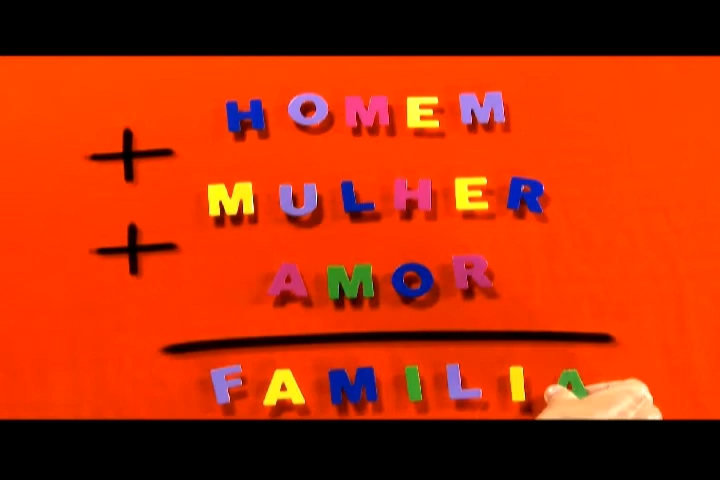 HOMEM
+
MULHER
+
AMOR
FAMILIA